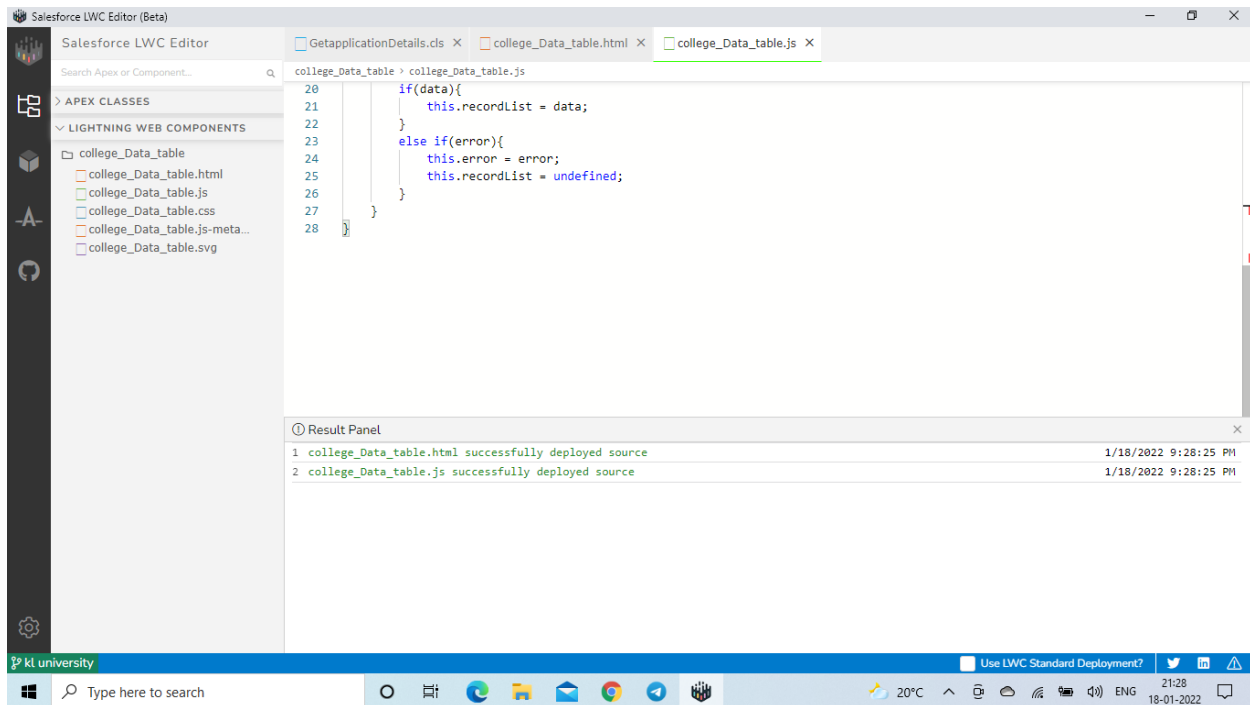 Salesforce LWC Editor (Beta)
Salesforce LWC Editor
Search Apex or Component...
APEX CLASSES
LIGHTNING WEB COMPONENTS
college_Data_table
college_Data_table.html
college_Data_table.js
college_Data_table.css
college_Data_table.js-meta...
college_Data_table.svg
GetapplicationDetails.cls
college_Data_table.html
college_Data_table.js
college_Data_table > college_Data_table.js
20 if(data){
21 this.recordList = data;
22 }
23 else if(error){
24 this.error = error;
25 this.recordList = undefined;
26 }
27 }
28 }
Result Panel
1 college_Data_table.html successfully deployed source 1/18/2022 9:28:25 PM
2 college_Data_table.js successfully deployed source 1/18/2022 9:28:25 PM
kl university
Use LWC Standard Deployment?
Type here to search
20°C
ENG
21:28
18-01-2022